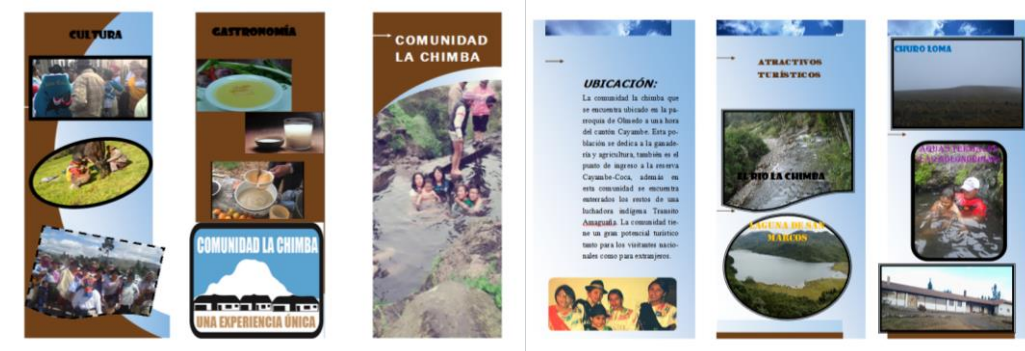 CULTURA
GASTRONOMÍA
COMUNIDAD LA CHIMBA
UNA EXPERIENCIA ÚNICA
COMUNIDAD
LA CHIMBA
UBICACIÓN:
La comunidad la chimba que
se encuentra ubicado en la pa-
rroquia de Olmedo a una hora
del cantón Cayambe. Esta po-
blación se dedica a la ganade-
ría y agricultura, también es el
punto de ingreso a la reserva
Cayambe-Coca, además en
esta comunidad se encuentra
enterrados los restos de una
luchadora indígena Transito
Amaguaña. La comunidad tie-
ne un gran potencial turístico
tanto para los visitantes nacio-
nales como para extranjeros.
ATRACTIVOS
TURÍSTICOS
EL RIO LA CHIMBA
LAGUNA DE SAN
MARCOS
CHURO LOMA